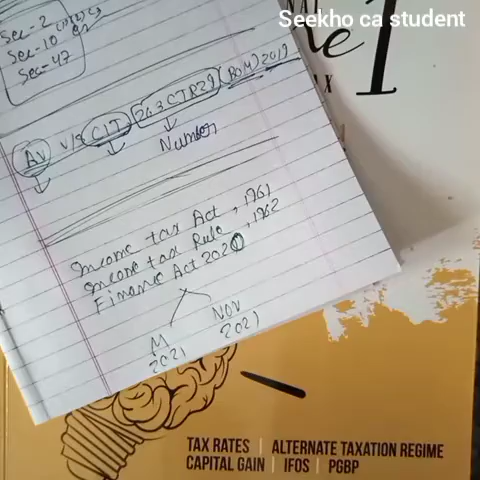 Seekho ca student
Sec-2
Sec-10
Sec-47
AV v/s CIT 263 CTR 29 (BOM) 2019
Number
Income tax Act, 1961
Income tax Rule, 1962
Finance Act 2020
M
2021
NOV
2021
TAX RATES | ALTERNATE TAXATION REGIME
CAPITAL GAIN | IFOS | PGBP